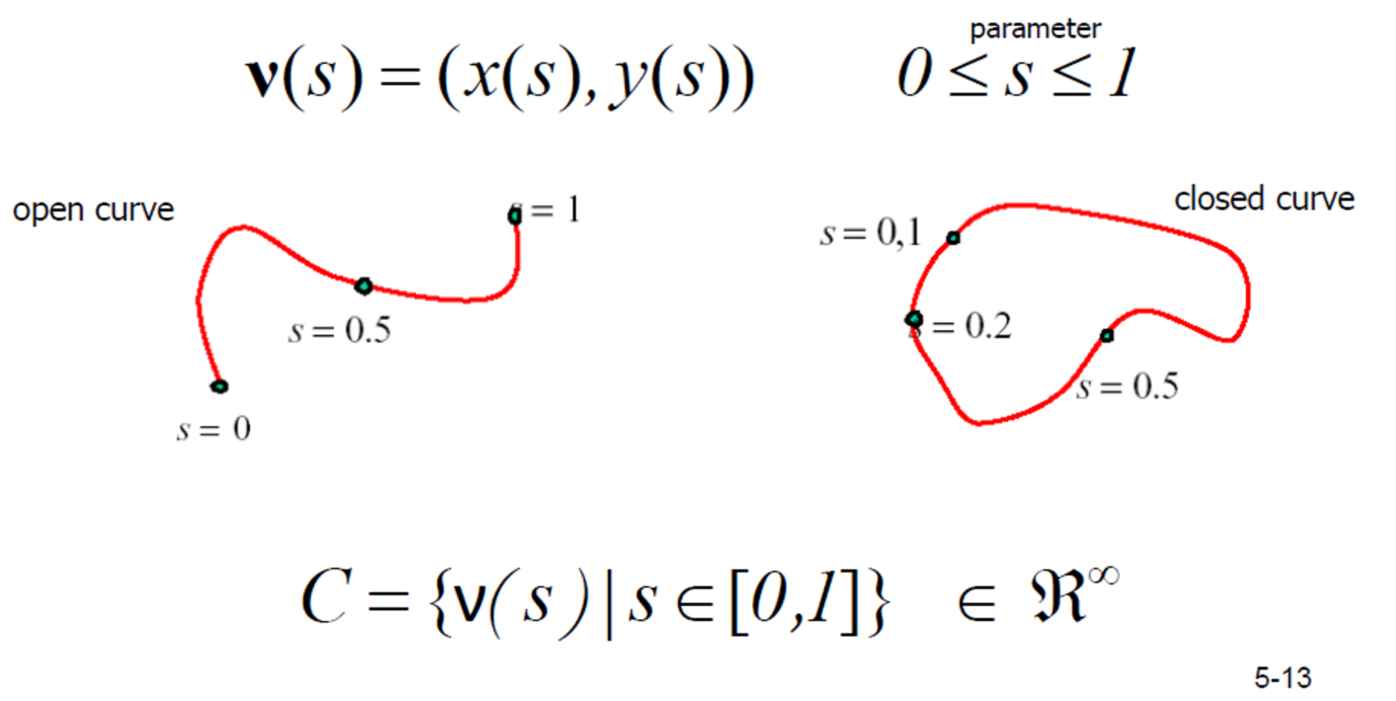 parameter
v(s) = (x(s), y(s)) 0 ≤ s ≤ 1
open curve
closed curve
= 1
s = 0,1
s = 0.5
= 0.2
s = 0.5
s = 0
C = {v(s)|s ∈ [0,1]} ∈ ℜ^∞
5-13